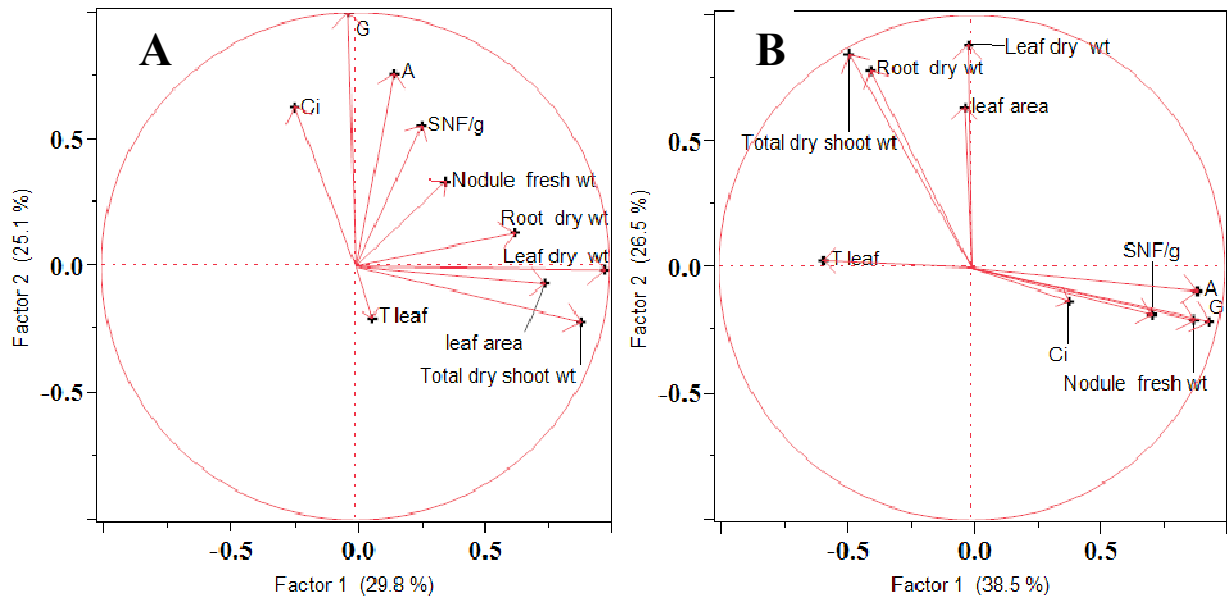 A
G
A
Ci
SNF/g
Nodule fresh wt
Root dry wt
Leaf dry wt
T leaf
leaf area
Total dry shoot wt
0.5
0.0
-0.5
Factor 2 (25.1 %)
-0.5
0.0
0.5
Factor 1 (29.8 %)
B
Leaf dry wt
Root dry wt
leaf area
Total dry shoot wt
T leaf
SNF/g
A
G
Ci
Nodule fresh wt
0.5
0.0
-0.5
Factor 2 (26.5 %)
-0.5
0.0
0.5
Factor 1 (38.5 %)